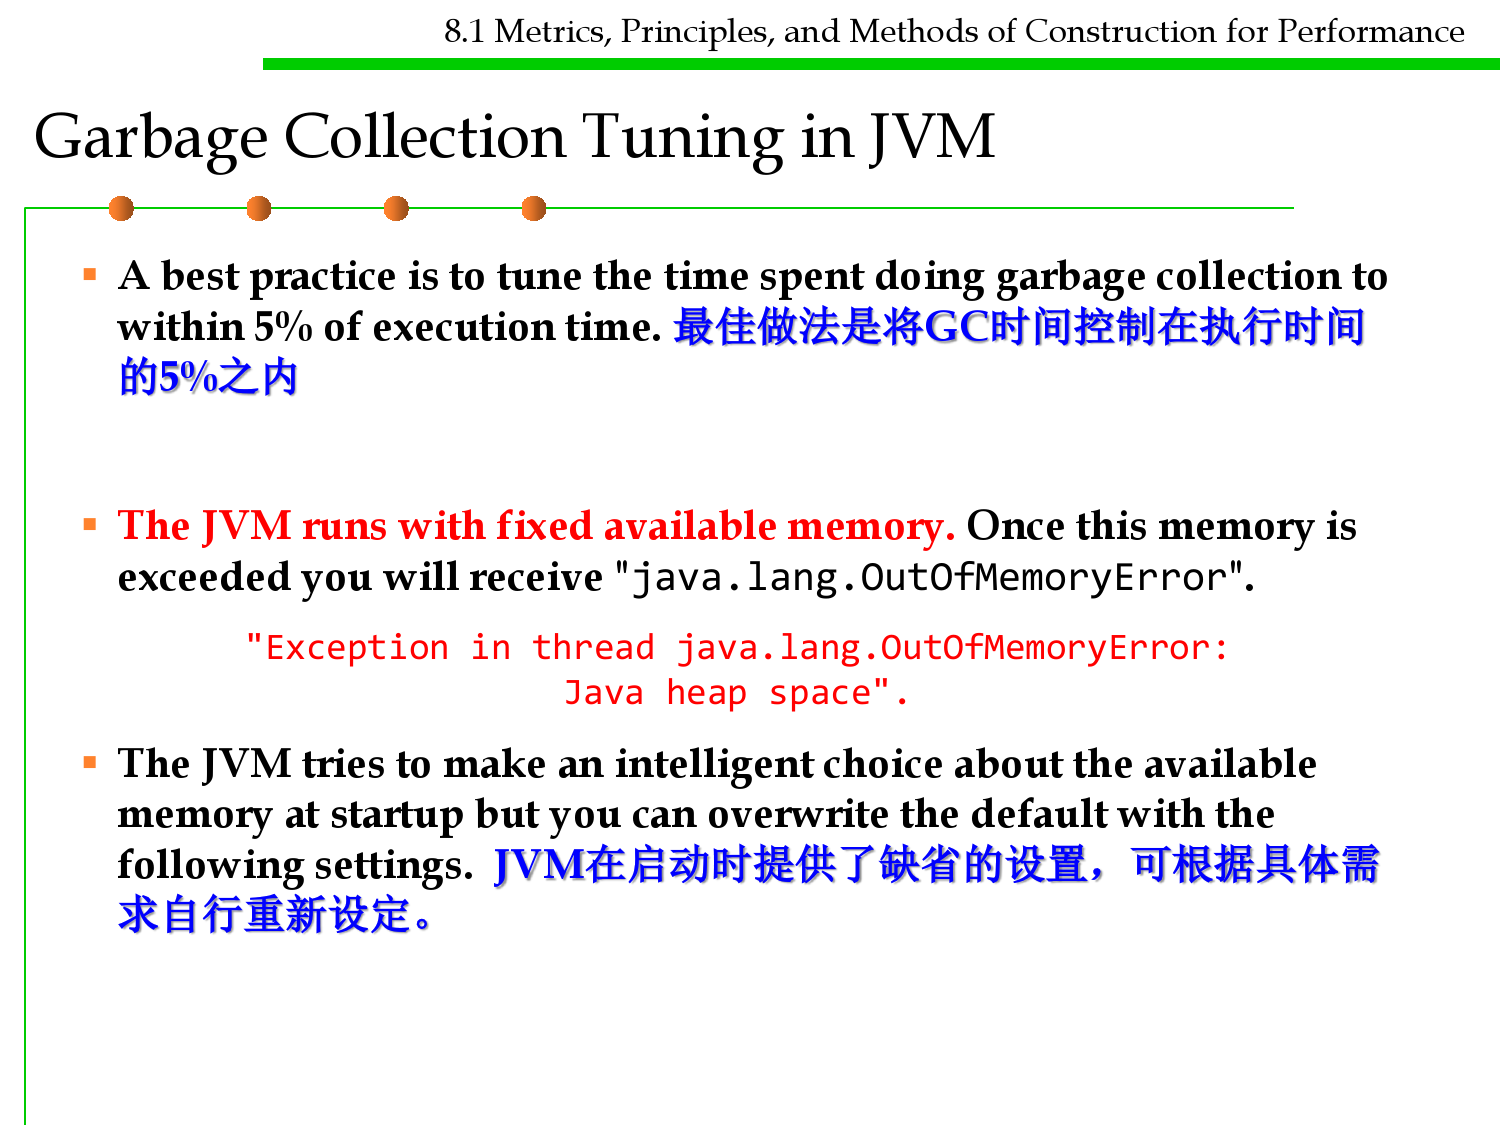 8.1 Metrics, Principles, and Methods of Construction for Performance
Garbage Collection Tuning in JVM
▪ A best practice is to tune the time spent doing garbage collection to
within 5% of execution time. 最佳做法是将GC时间控制在执行时间
的5%之内
▪ The JVM runs with fixed available memory. Once this memory is
exceeded you will receive "java.lang.OutOfMemoryError".
"Exception in thread java.lang.OutOfMemoryError:
Java heap space".
▪ The JVM tries to make an intelligent choice about the available
memory at startup but you can overwrite the default with the
following settings. JVM在启动时提供了缺省的设置，可根据具体需
求自行重新设定。